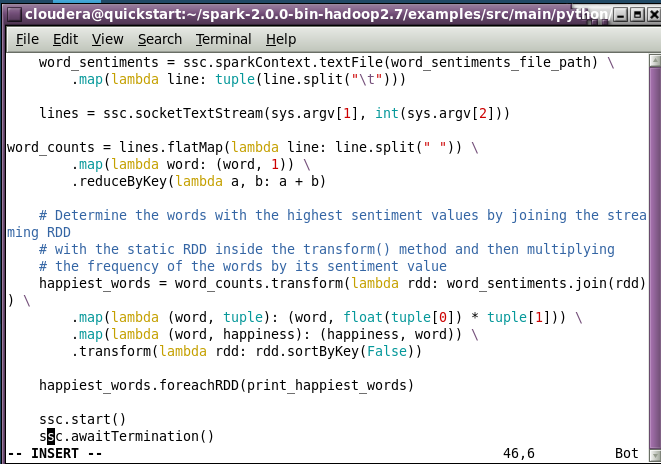 cloudera@quickstart:~/spark-2.0.0-bin-hadoop2.7/examples/src/main/python/
File Edit View Search Terminal Help
    word_sentiments = ssc.sparkContext.textFile(word_sentiments_file_path) \
        .map(lambda line: tuple(line.split("\t")))

    lines = ssc.socketTextStream(sys.argv[1], int(sys.argv[2]))

word_counts = lines.flatMap(lambda line: line.split(" ")) \
        .map(lambda word: (word, 1)) \
        .reduceByKey(lambda a, b: a + b)

    # Determine the words with the highest sentiment values by joining the strea
ming RDD
    # with the static RDD inside the transform() method and then multiplying
    # the frequency of the words by its sentiment value
    happiest_words = word_counts.transform(lambda rdd: word_sentiments.join(rdd)
) \
        .map(lambda (word, tuple): (word, float(tuple[0]) * tuple[1])) \
        .map(lambda (word, happiness): (happiness, word)) \
        .transform(lambda rdd: rdd.sortByKey(False))

    happiest_words.foreachRDD(print_happiest_words)

    ssc.start()
    ssc.awaitTermination()
-- INSERT -- 46,6 Bot